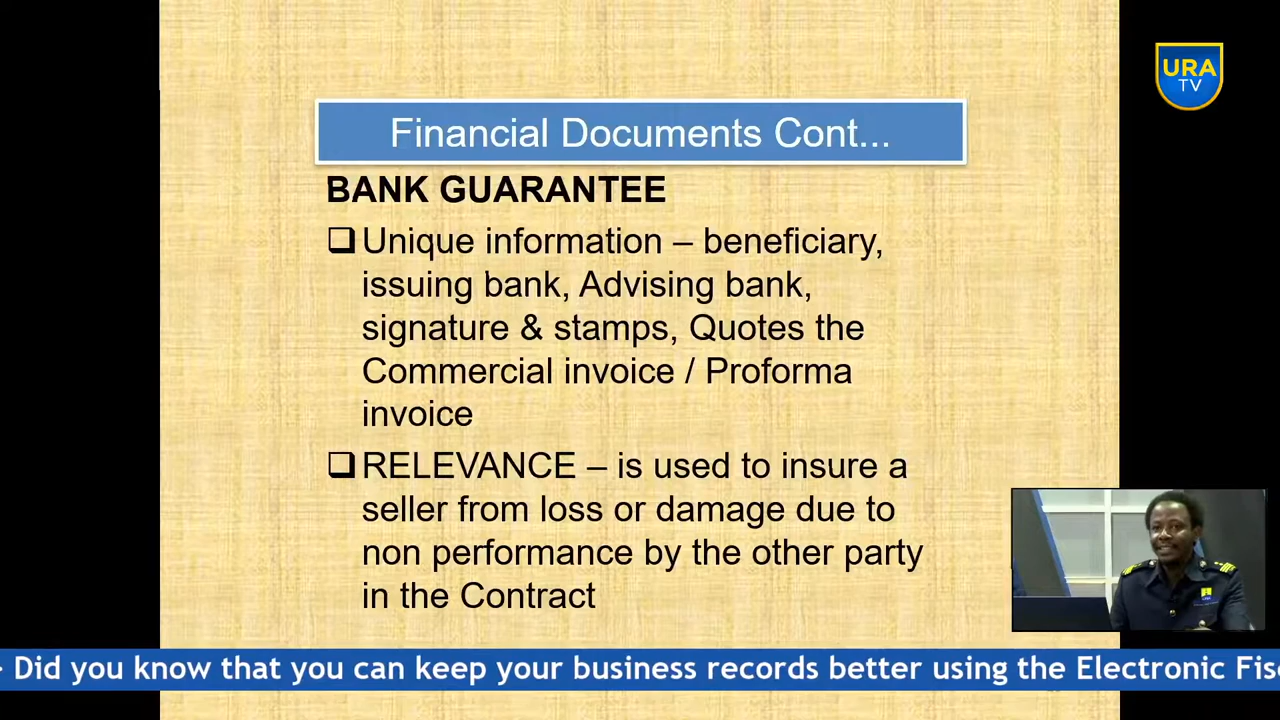 URA
TV
Financial Documents Cont...
BANK GUARANTEE
Unique information – beneficiary,
issuing bank, Advising bank,
signature & stamps, Quotes the
Commercial invoice / Proforma
invoice
RELEVANCE – is used to insure a
seller from loss or damage due to
non performance by the other party
in the Contract
Did you know that you can keep your business records better using the Electronic Fis